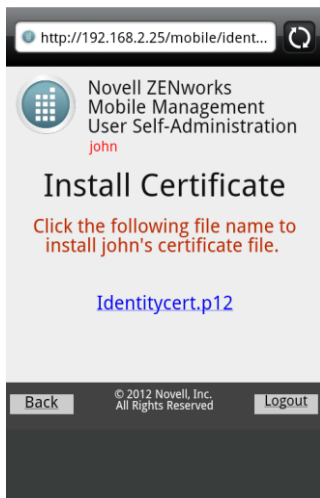 http://192.168.2.25/mobile/ident...
Novell ZENworks
Mobile Management
User Self-Administration
john
Install Certificate
Click the following file name to
install john's certificate file.
Identitycert.p12
Back
© 2012 Novell, Inc.
All Rights Reserved
Logout